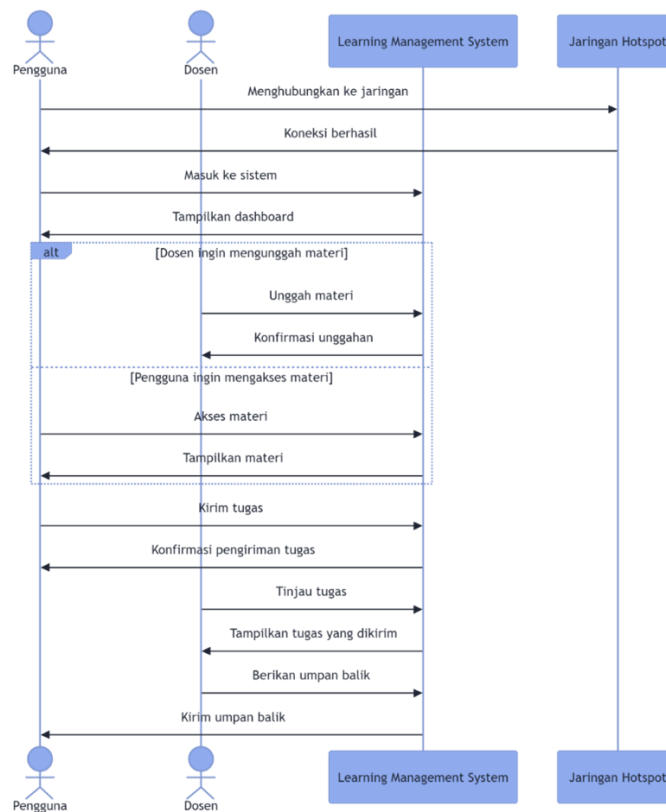 Pengguna
Dosen
Learning Management System
Jaringan Hotspot
Menghubungkan ke jaringan
Koneksi berhasil
Masuk ke sistem
Tampilkan dashboard
alt
[Dosen ingin mengunggah materi]
Unggah materi
Konfirmasi unggahan
[Pengguna ingin mengakses materi]
Akses materi
Tampilkan materi
Kirim tugas
Konfirmasi pengiriman tugas
Tinjau tugas
Tampilkan tugas yang dikirim
Berikan umpan balik
Kirim umpan balik
Pengguna
Dosen
Learning Management System
Jaringan Hotspot